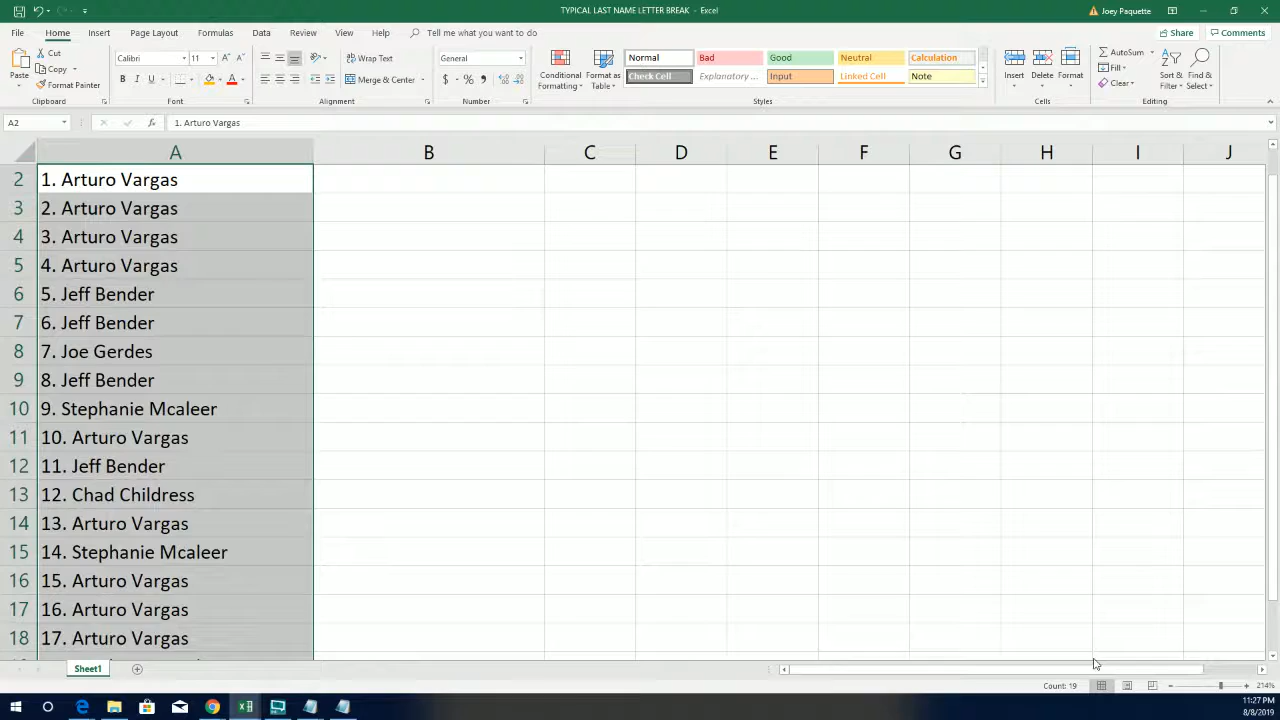 TYPICAL LAST NAME LETTER BREAK - Excel
Joey Paquette
File Home Insert Page Layout Formulas Data Review View Help Tell me what you want to do
Share Comments
Paste
Cut
Copy
Format Painter
Clipboard
Calibri 11
B I U
Font
Wrap Text
Merge & Center
Alignment
General
$ % ,
Number
Conditional Formatting
Format as Table
Normal Bad Good Neutral Calculation
Check Cell Explanatory ... Input Linked Cell Note
Styles
Insert Delete Format
Cells
AutoSum
Fill
Clear
Sort & Filter
Find & Select
Editing
A2 fx 1. Arturo Vargas
A B C D E F G H I J
2 1. Arturo Vargas
3 2. Arturo Vargas
4 3. Arturo Vargas
5 4. Arturo Vargas
6 5. Jeff Bender
7 6. Jeff Bender
8 7. Joe Gerdes
9 8. Jeff Bender
10 9. Stephanie Mcaleer
11 10. Arturo Vargas
12 11. Jeff Bender
13 12. Chad Childress
14 13. Arturo Vargas
15 14. Stephanie Mcaleer
16 15. Arturo Vargas
17 16. Arturo Vargas
18 17. Arturo Vargas
Sheet1
Count: 19 214%
11:27 PM
8/8/2019